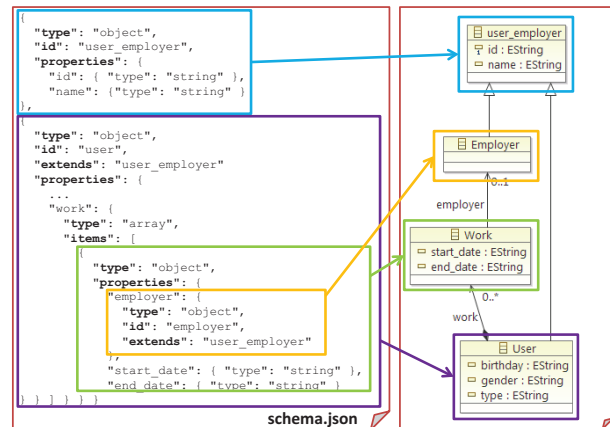 {
"type": "object",
"id": "user_employer",
"properties": {
"id": { "type": "string" },
"name": {"type": "string" }
},
{
"type": "object",
"id": "user",
"extends": "user_employer"
"properties": {
...
"work": {
"type": "array",
"items": [
{
"type": "object",
"properties": {
"employer": {
"type": "object",
"id": "employer",
"extends": "user_employer"
},
"start_date": { "type": "string" },
"end_date": { "type": "string" }
} } ] } } }
schema.json
user_employer
id : EString
name : EString
Employer
0..1
employer
Work
start_date : EString
end_date : EString
0..*
work
User
birthday : EString
gender : EString
type : EString